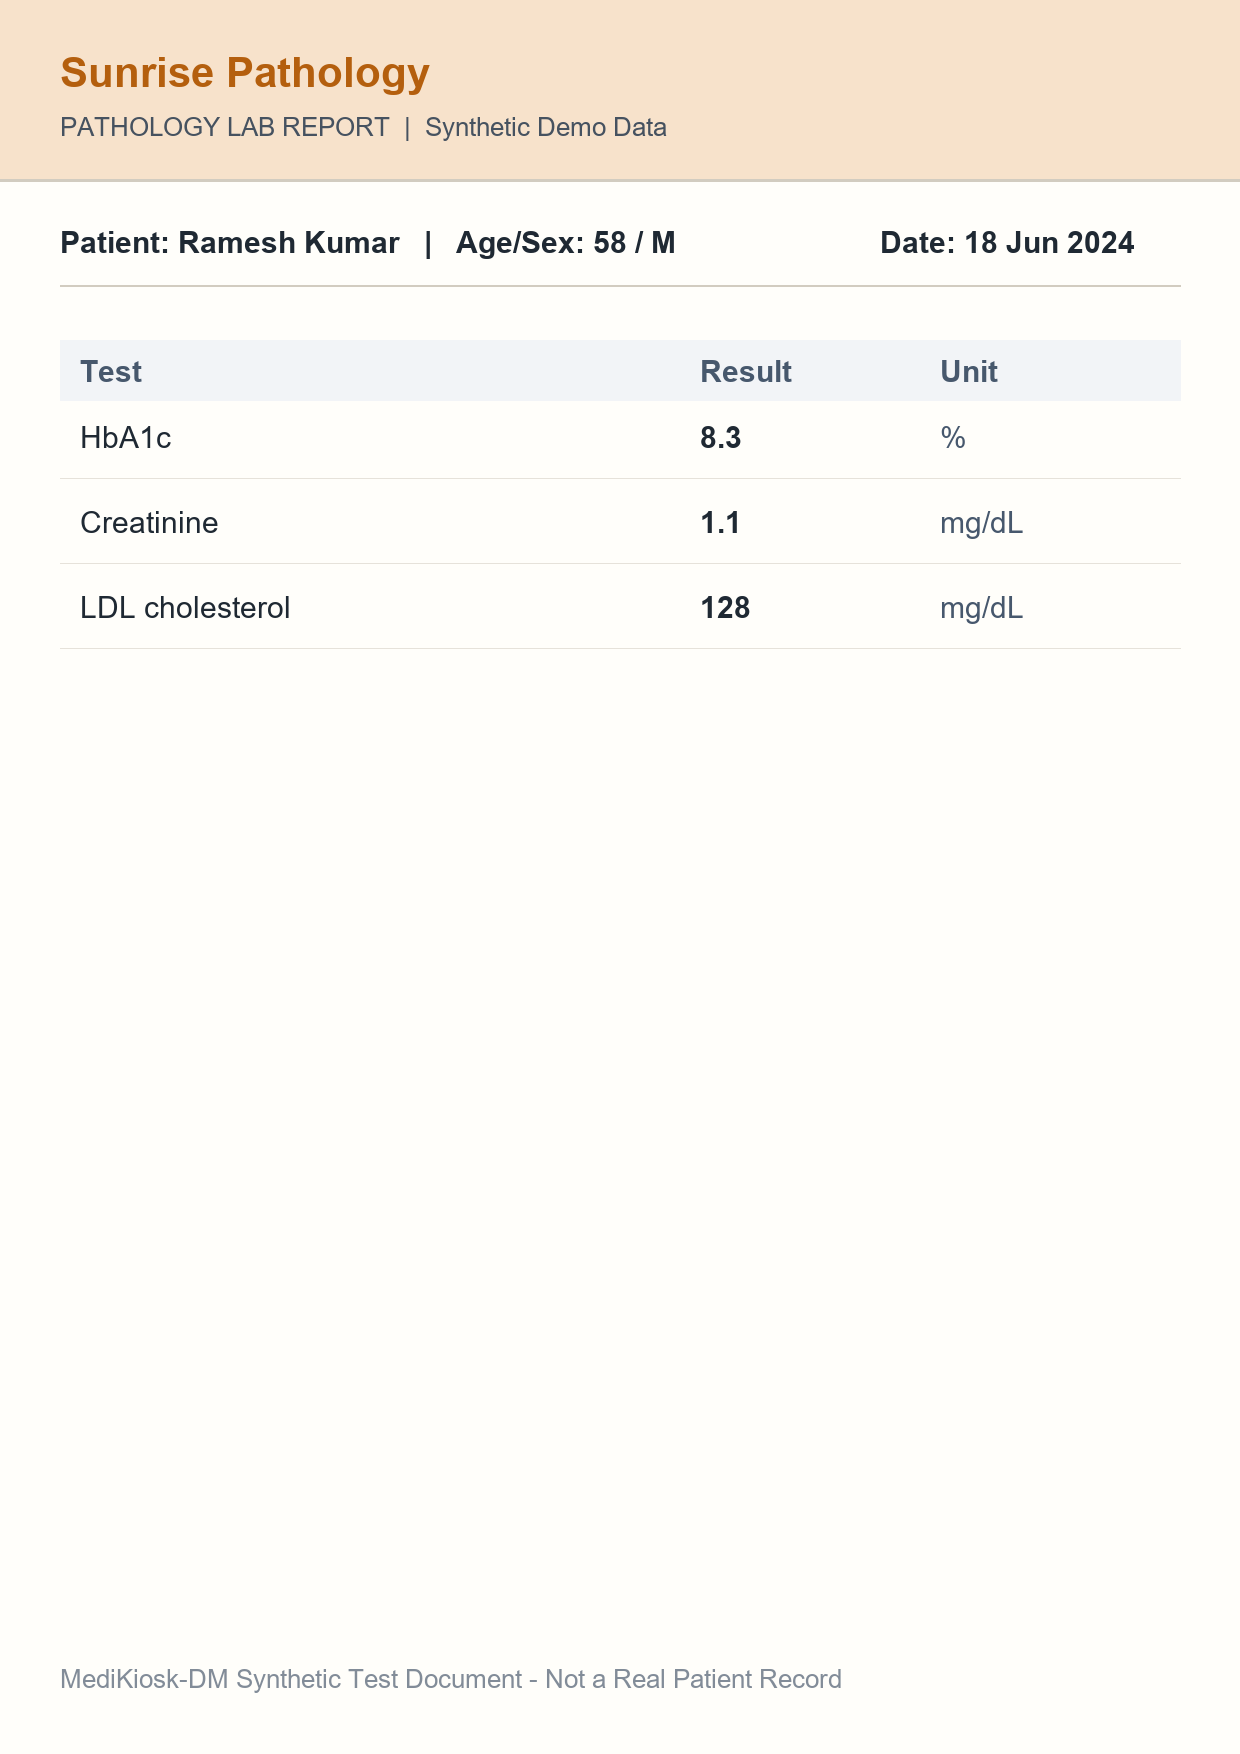 Sunrise Pathology
PATHOLOGY LAB REPORT | Synthetic Demo Data
Patient: Ramesh Kumar | Age/Sex: 58 / M Date: 18 Jun 2024
Test Result Unit
HbA1c 8.3 %
Creatinine 1.1 mg/dL
LDL cholesterol 128 mg/dL
MediKiosk-DM Synthetic Test Document - Not a Real Patient Record